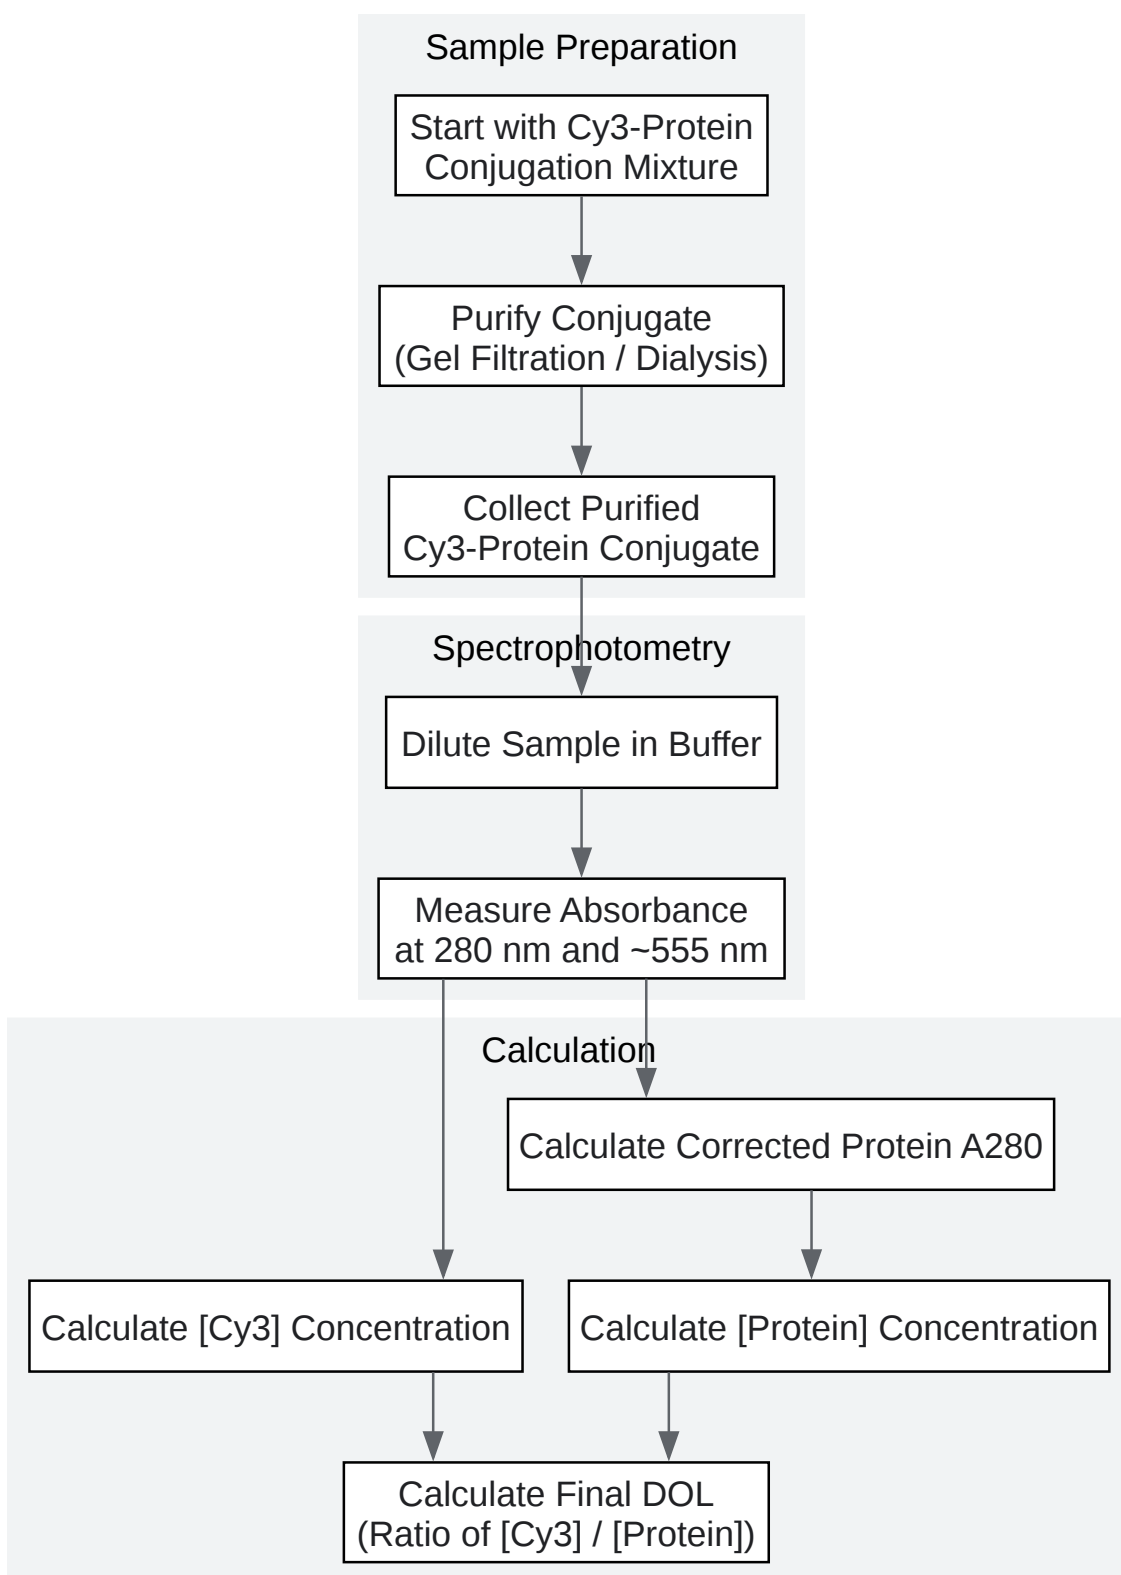 Sample Preparation
Start with Cy3-Protein
Conjugation Mixture
Purify Conjugate
(Gel Filtration / Dialysis)
Collect Purified
Cy3-Protein Conjugate
Spectrophotometry
Dilute Sample in Buffer
Measure Absorbance
at 280 nm and ~555 nm
Calculation
Calculate Corrected Protein A280
Calculate [Cy3] Concentration
Calculate [Protein] Concentration
Calculate Final DOL
(Ratio of [Cy3] / [Protein])